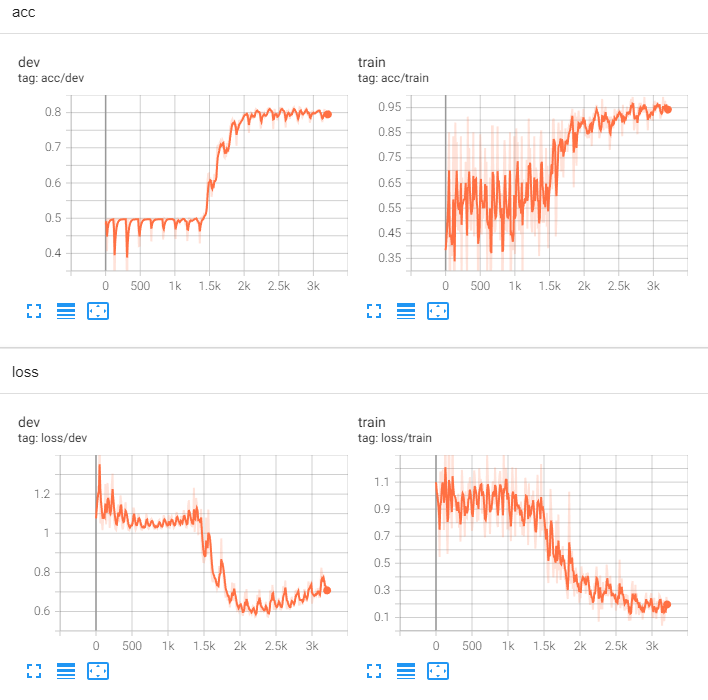 acc
dev
tag: acc/dev
0.8
0.7
0.6
0.5
0.4
0 500 1k 1.5k 2k 2.5k 3k
train
tag: acc/train
0.95
0.85
0.75
0.65
0.55
0.45
0.35
0 500 1k 1.5k 2k 2.5k 3k
loss
dev
tag: loss/dev
1.2
1
0.8
0.6
0 500 1k 1.5k 2k 2.5k 3k
train
tag: loss/train
1.1
0.9
0.7
0.5
0.3
0.1
0 500 1k 1.5k 2k 2.5k 3k